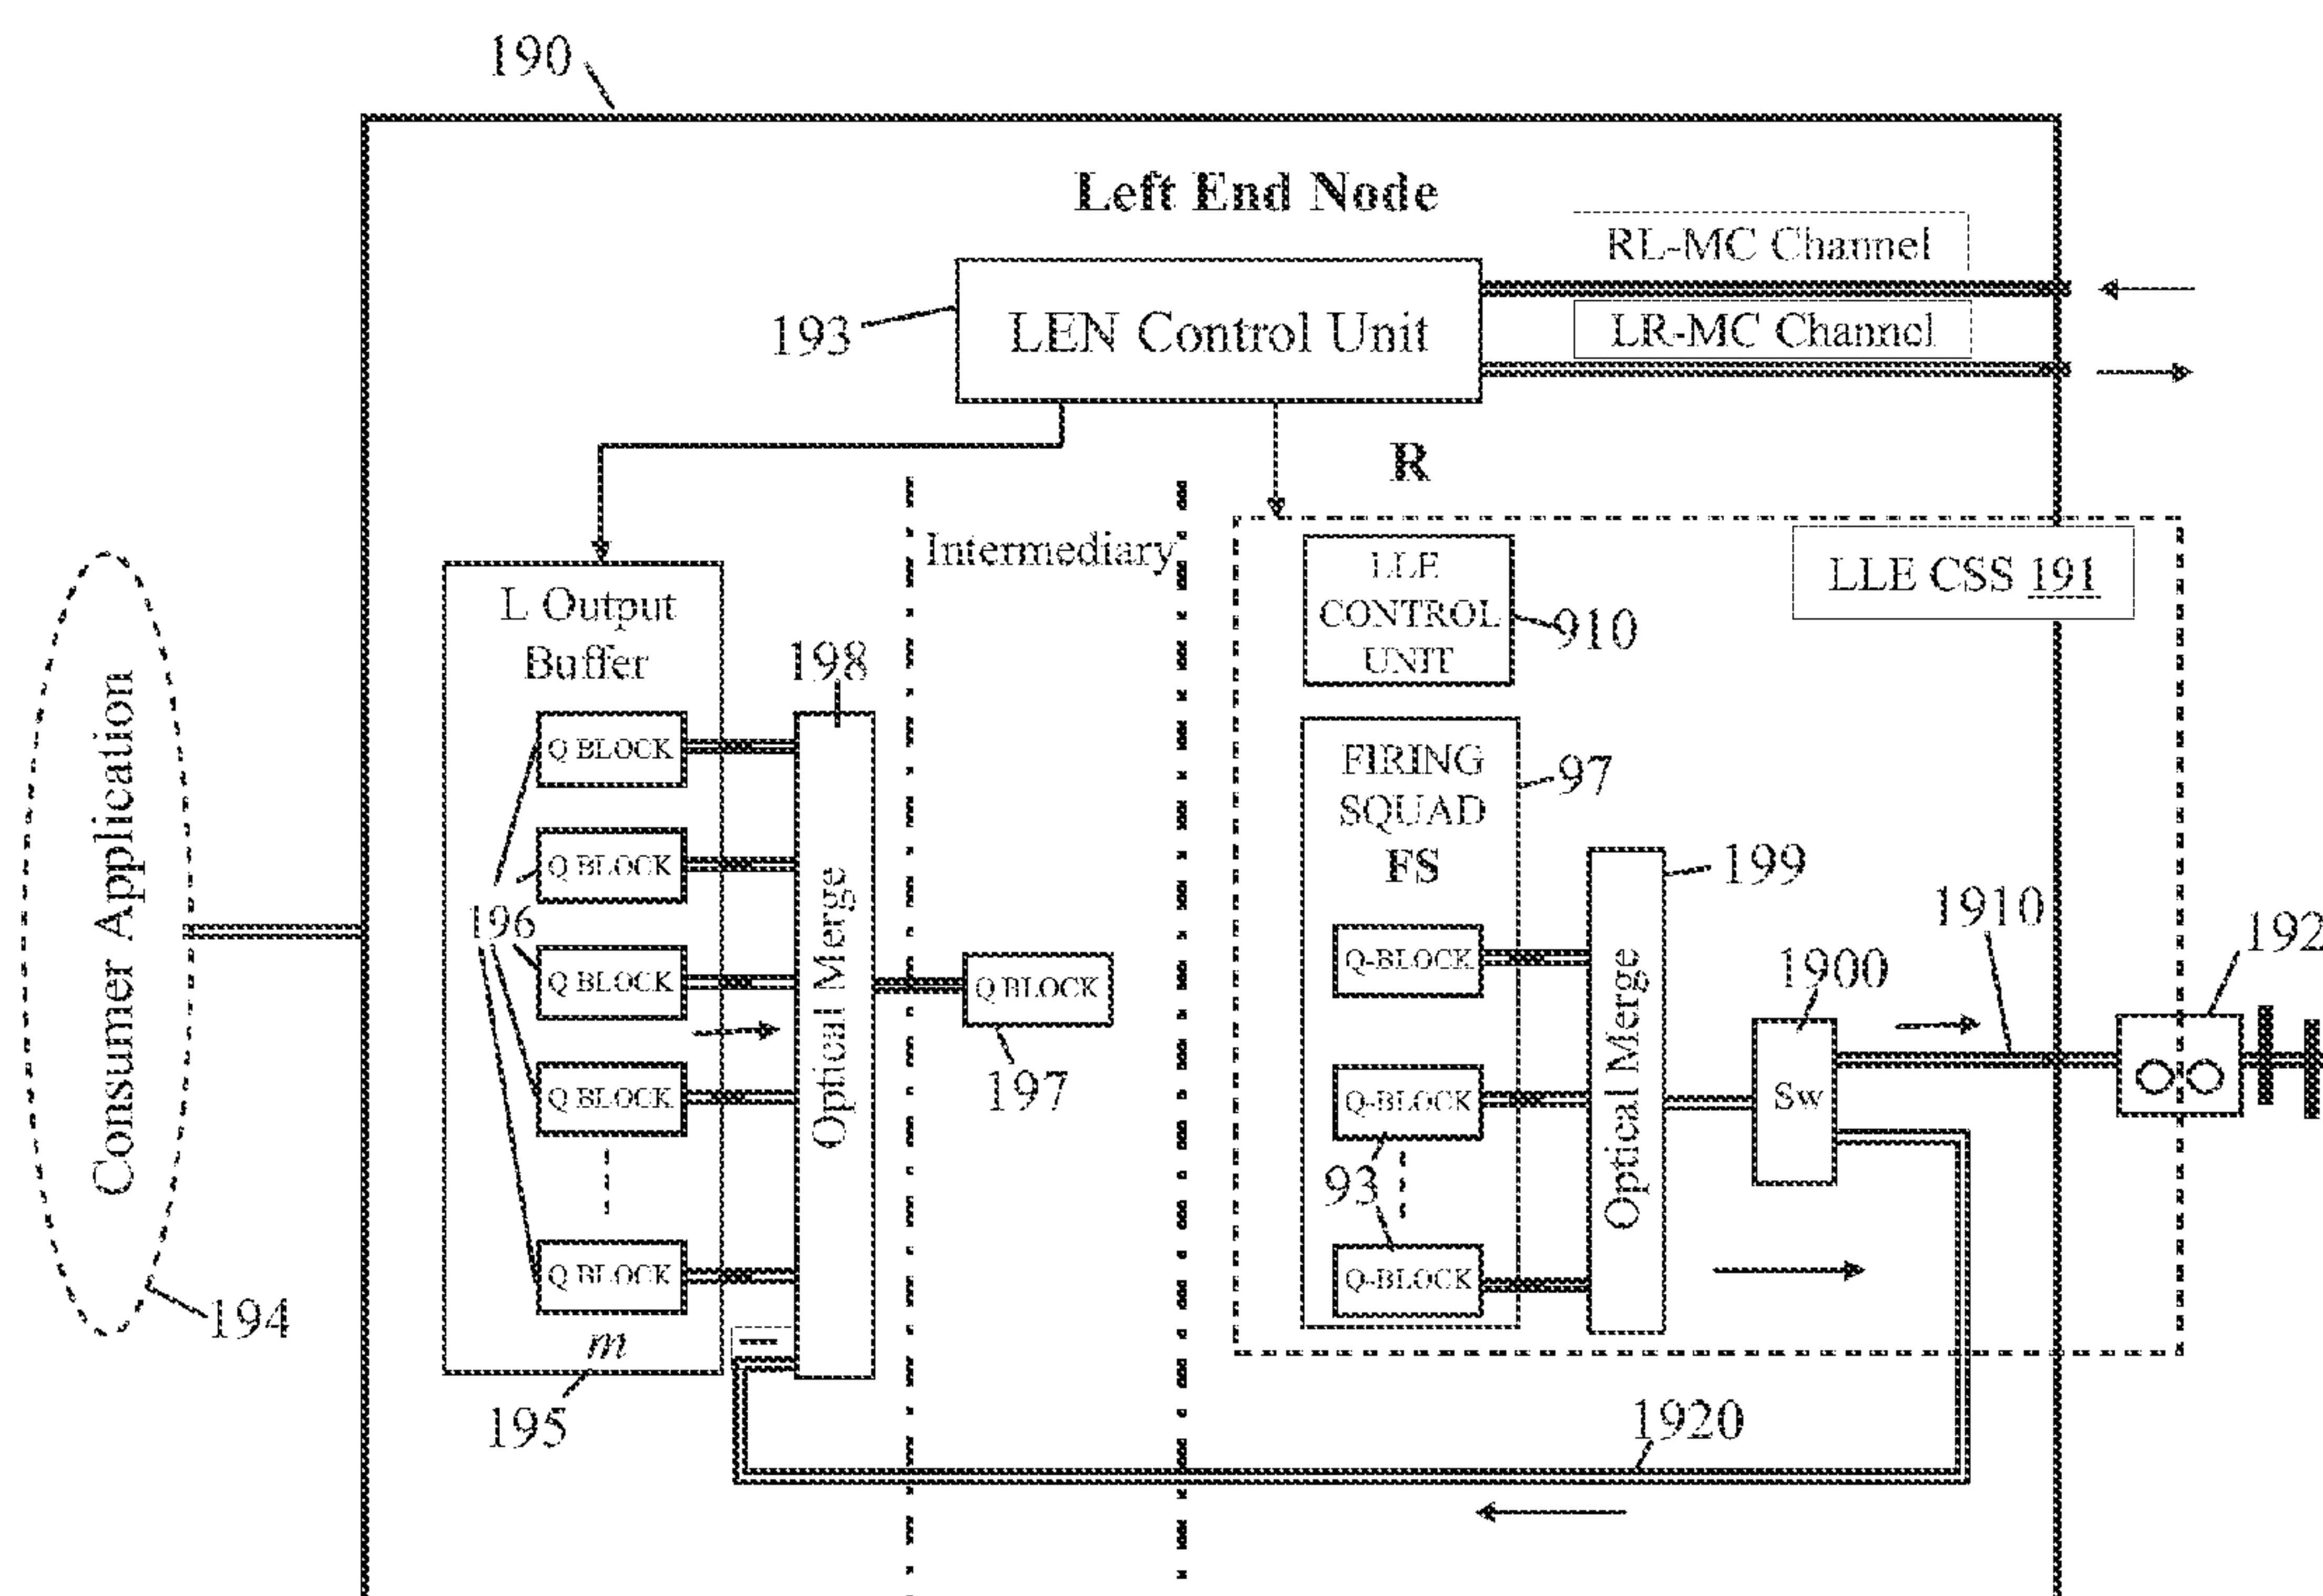 190
Left End Node
RL-MC Channel
193
LEN Control Unit
LR-MC Channel
R
Intermediary
LLE
CONTROL
UNIT
910
LLE CSS 191
L Output
Buffer
198
Consumer Application
194
Q BLOCK
Q BLOCK
196
Q BLOCK
Q BLOCK
Q BLOCK
m
195
Optical Merge
Q BLOCK
197
FIRING
SQUAD
FS
97
199
Q-BLOCK
Q-BLOCK
93
Q-BLOCK
Optical Merge
1900
Sw
1910
192
1920